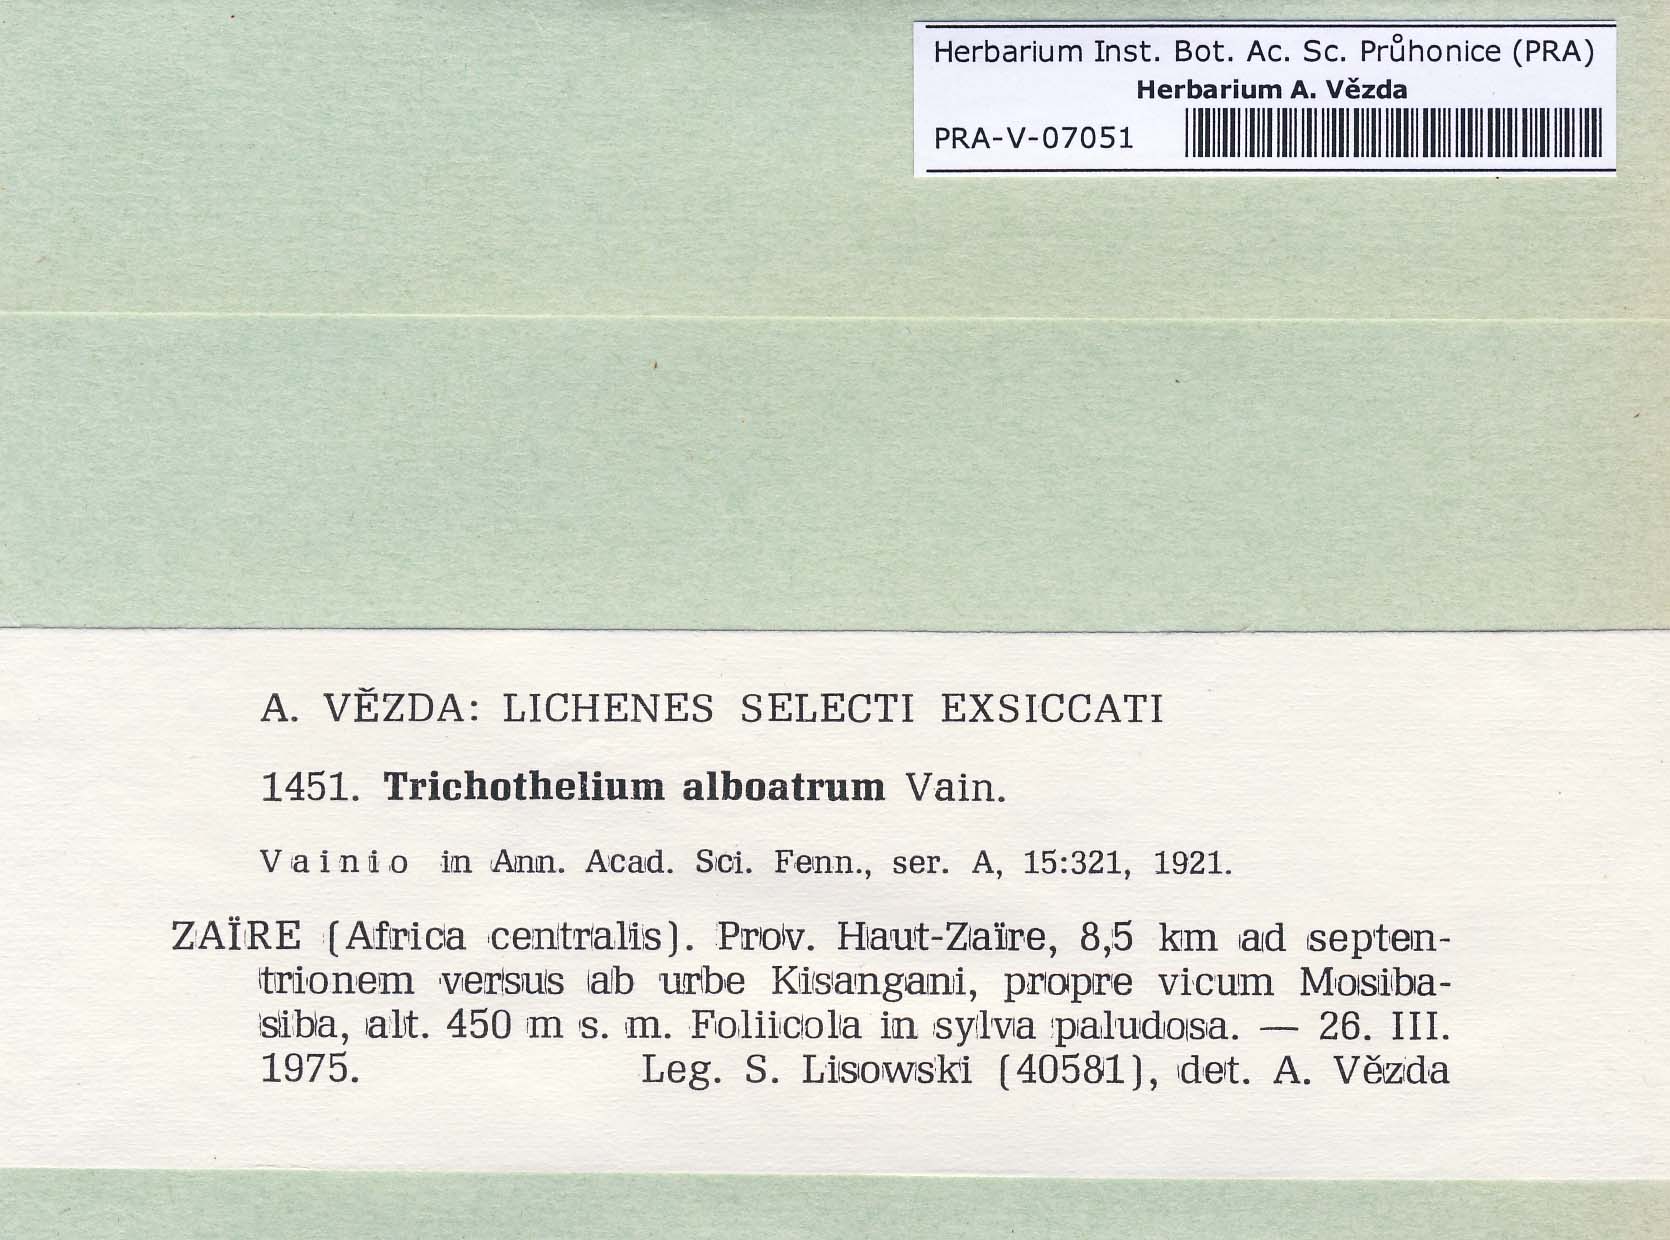 Herbarium Inst. Bot. Ac. Sc. Průhonice (PRA)
Herbarium A. Vězda
PRA-V-07051
A. VĚZDA: LICHENES SELECTI EXSICCATI
1451. Trichothelium alboatrum Vain.
Vainio in Ann. Acad. Sci. Fenn., ser. A, 15:321, 1921.
ZAÏRE (Africa centralis). Prov. Haut-Zaïre, 8,5 km ad septen-
trionem versus ab urbe Kisangani, propre vicum Mosiba-
siba, alt. 450 m s. m. Foliicola in sylva paludosa. — 26. III.
1975. Leg. S. Lisowski (40581), det. A. Vězda